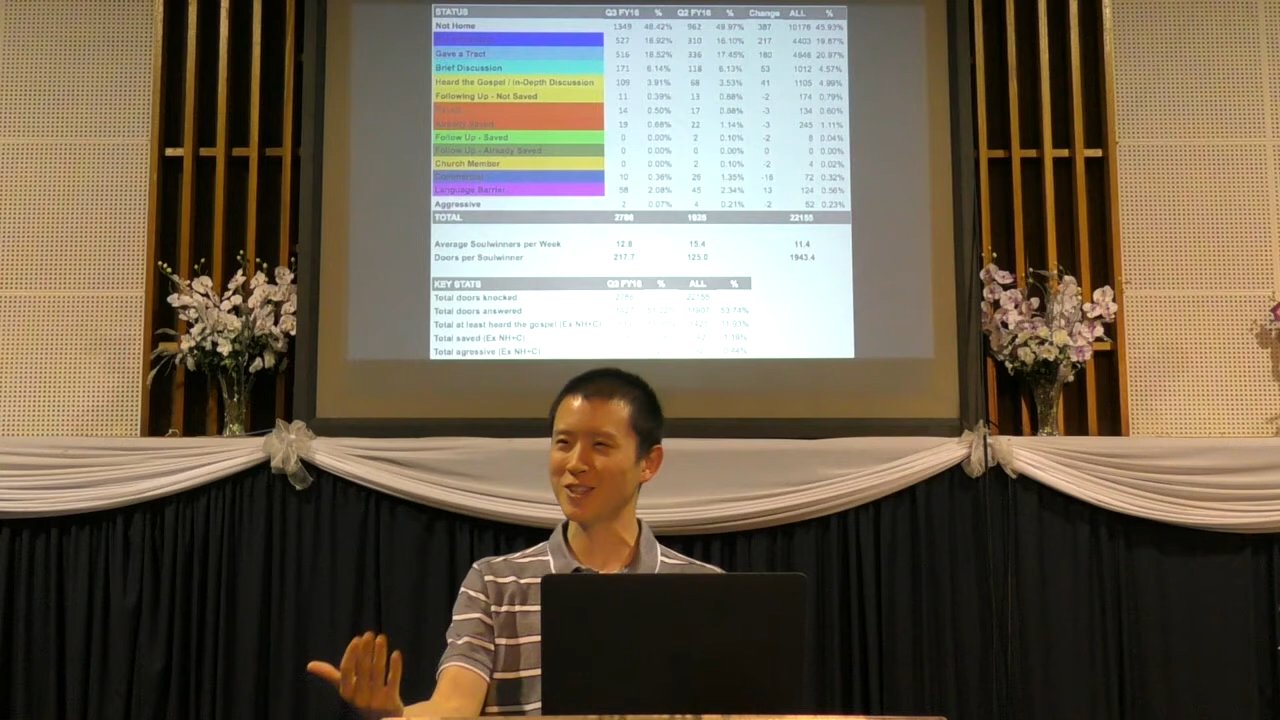 STATUS Q3 FY16 % Q2 FY16 % Change ALL %
Not Home 1349 48.42% 962 49.97% 387 10176 45.93%
527 18.92% 310 16.10% 217 4403 19.87%
Gave a Tract 516 18.52% 336 17.45% 180 4646 20.97%
Brief Discussion 171 6.14% 118 6.13% 53 1012 4.57%
Heard the Gospel / In-Depth Discussion 109 3.91% 68 3.53% 41 1105 4.99%
Following Up - Not Saved 11 0.39% 13 0.68% -2 174 0.79%
Saved 14 0.50% 17 0.88% -3 134 0.60%
Already Saved 19 0.68% 22 1.14% -3 245 1.11%
Follow Up - Saved 0 0.00% 2 0.10% -2 8 0.04%
Follow Up - Already Saved 0 0.00% 0 0.00% 0 0 0.00%
Church Member 0 0.00% 2 0.10% -2 4 0.02%
Commercial 10 0.36% 26 1.35% -16 72 0.32%
Language Barrier 58 2.08% 45 2.34% 13 124 0.56%
Aggressive 2 0.07% 4 0.21% -2 52 0.23%
TOTAL 2786 1925 22155
Average Soulwinners per Week 12.8 15.4 11.4
Doors per Soulwinner 217.7 125.0 1943.4
KEY STATS Q3 FY16 % ALL %
Total doors knocked 2786 22155
Total doors answered 53.74%
Total at least heard the gospel (Ex NH+C)
Total saved (Ex NH+C)
Total agressive (Ex NH+C)